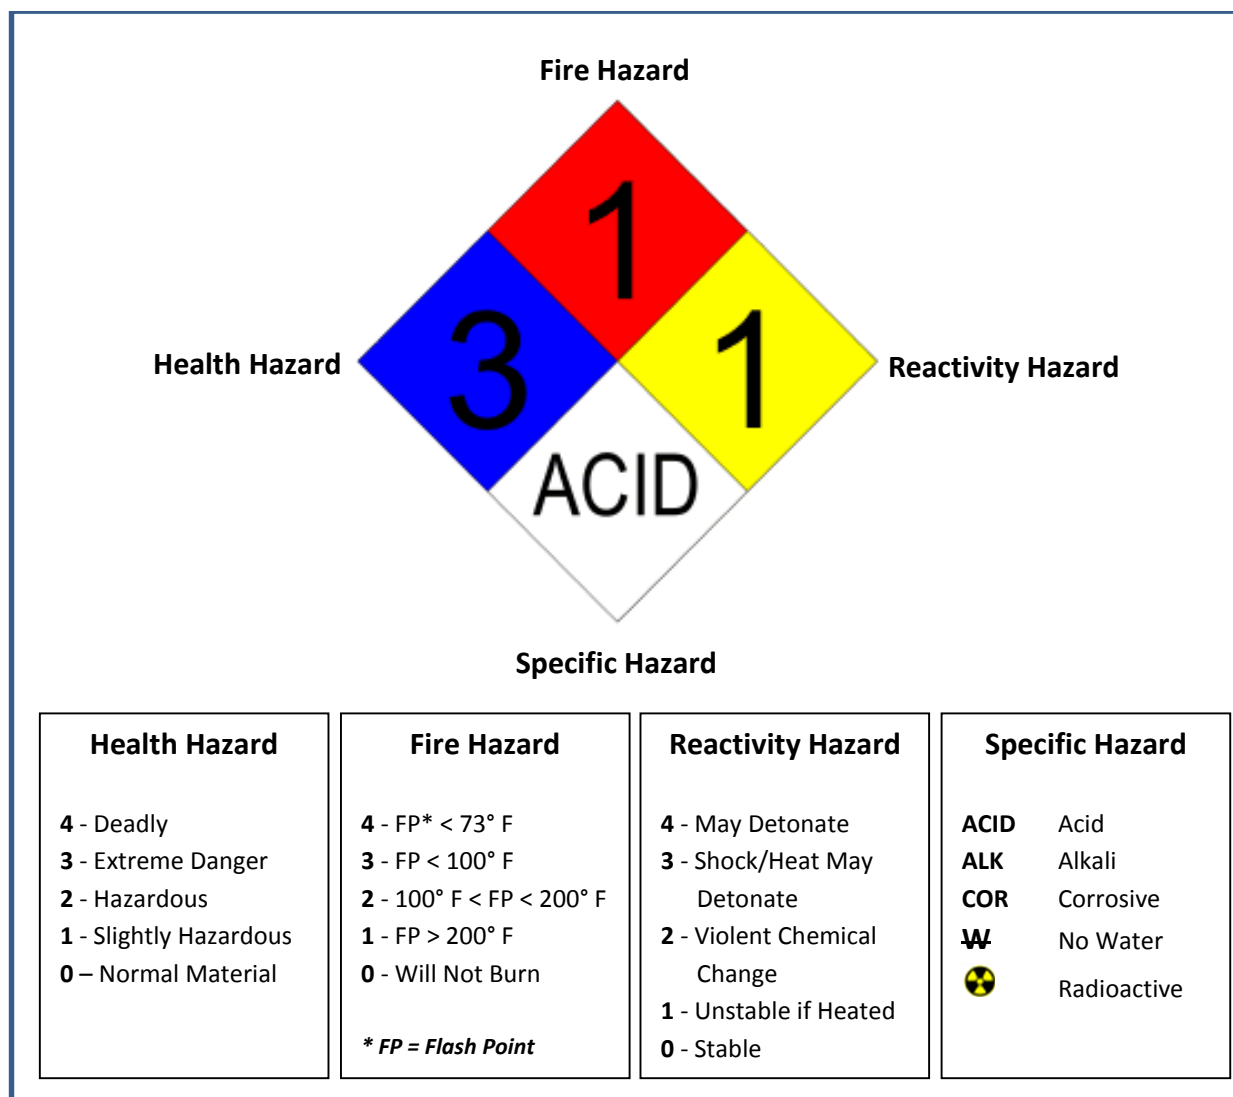 Fire Hazard
1
3
1
Health Hazard
Reactivity Hazard
ACID
Specific Hazard
Health Hazard
4 - Deadly
3 - Extreme Danger
2 - Hazardous
1 - Slightly Hazardous
0 – Normal Material
Fire Hazard
4 - FP* < 73° F
3 - FP < 100° F
2 - 100° F < FP < 200° F
1 - FP > 200° F
0 - Will Not Burn
* FP = Flash Point
Reactivity Hazard
4 - May Detonate
3 - Shock/Heat May
Detonate
2 - Violent Chemical
Change
1 - Unstable if Heated
0 - Stable
Specific Hazard
ACID Acid
ALK Alkali
COR Corrosive
W No Water
Radioactive